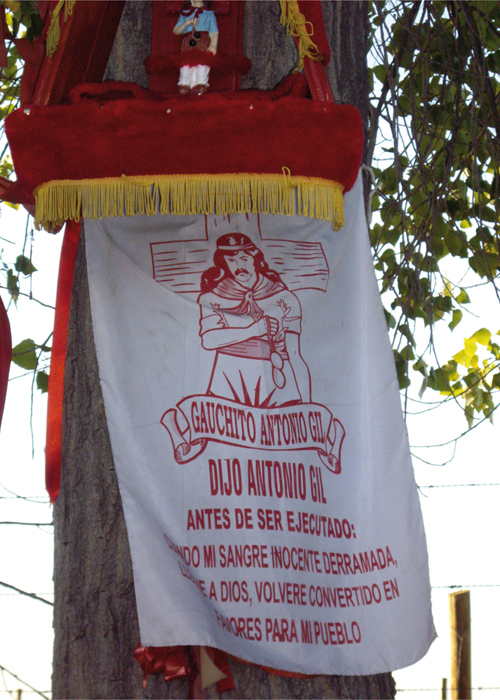 GAUCHITO ANTONIO GIL
DIJO ANTONIO GIL
ANTES DE SER EJECUTADO:
MI SANGRE INOCENTE DERRAMADA,
A DIOS, VOLVERE CONVERTIDO EN
FAVORES PARA MI PUEBLO